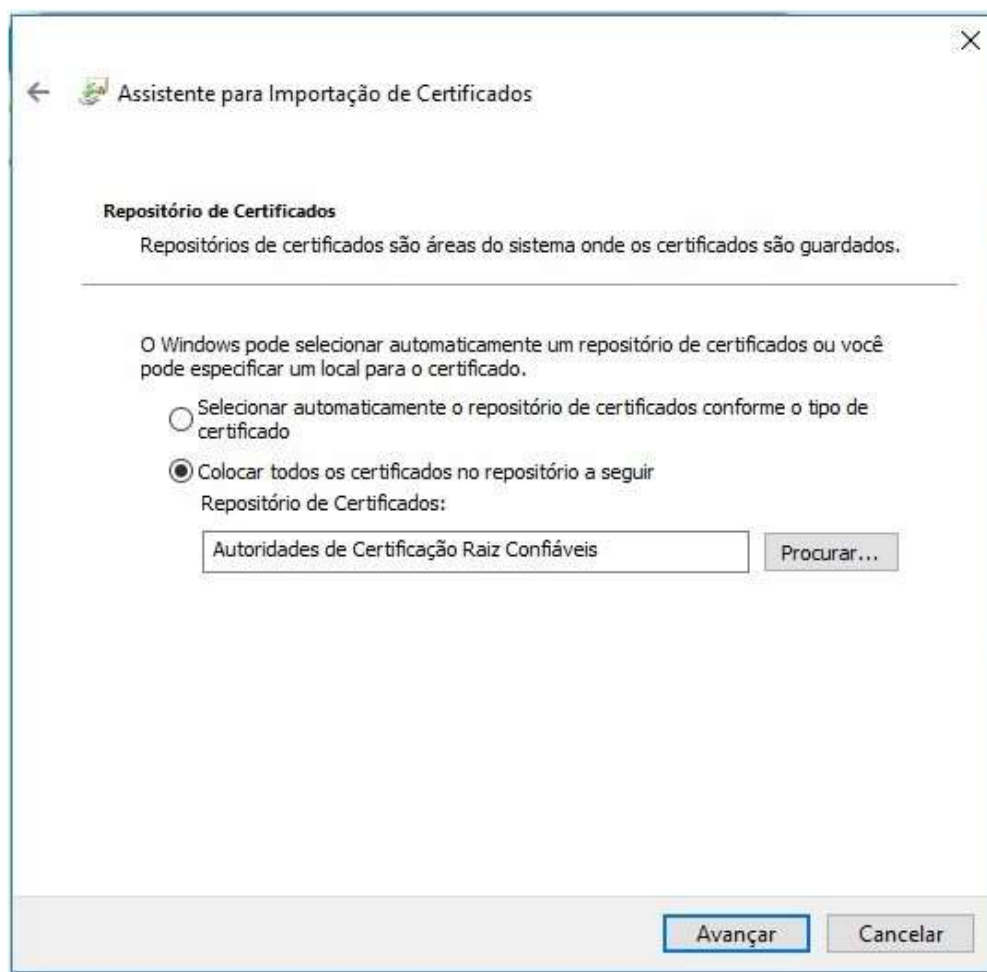 Assistente para Importação de Certificados
Repositório de Certificados
Repositórios de certificados são áreas do sistema onde os certificados são guardados.
O Windows pode selecionar automaticamente um repositório de certificados ou você
pode especificar um local para o certificado.
Selecionar automaticamente o repositório de certificados conforme o tipo de
certificado
Colocar todos os certificados no repositório a seguir
Repositório de Certificados:
Autoridades de Certificação Raiz Confiáveis
Procurar...
Avançar
Cancelar